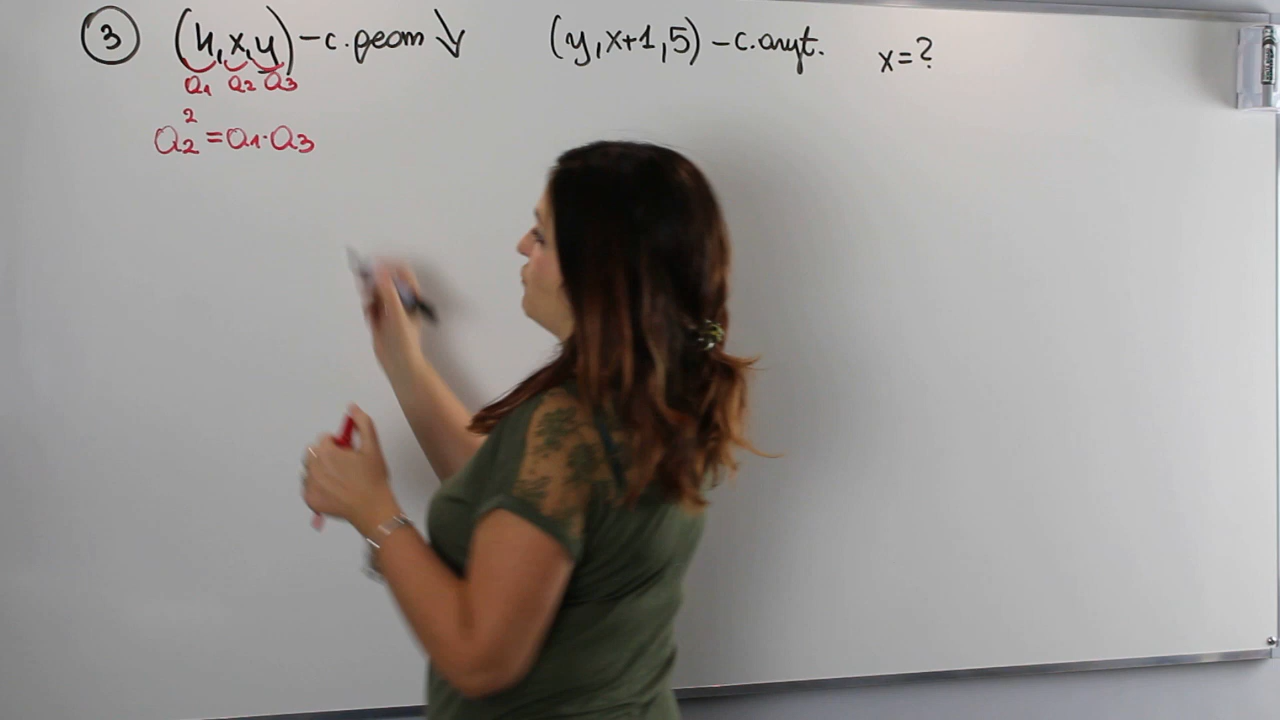 3 (4, x, y) – c. geom ↘ (y, x+1, 5) – c. aryt. x = ?
a₁ a₂ a₃
a₂² = a₁·a₃